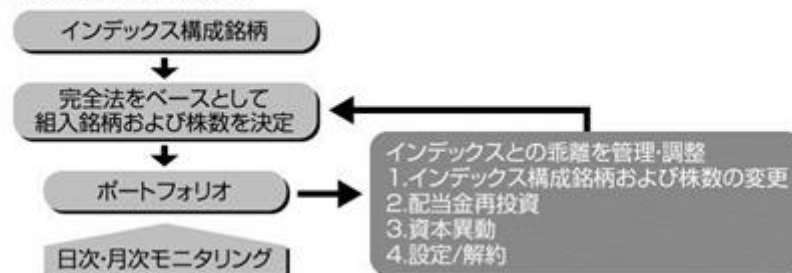 インデックス構成銘柄
完全法をベースとして
組入銘柄および株数を決定
ポートフォリオ
インデックスとの乖離を管理・調整
1.インデックス構成銘柄および株数の変更
2.配当金再投資
3.資本異動
4.設定/解約
日次・月次モニタリング